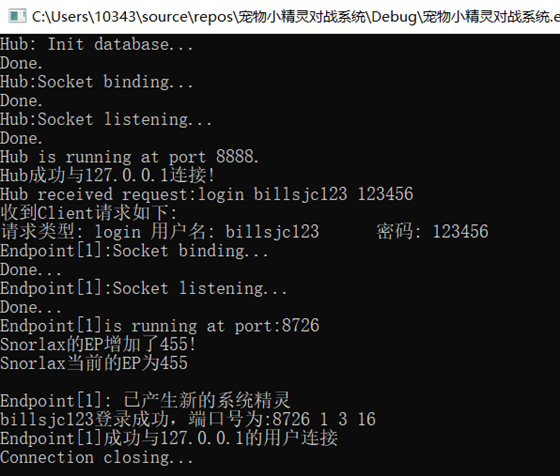 C:\Users\10343\source\repos\宠物小精灵对战系统\Debug\宠物小精灵对战系统.e
Hub: Init database...
Done.
Hub:Socket binding...
Done.
Hub:Socket listening...
Done.
Hub is running at port 8888.
Hub成功与127.0.0.1连接!
Hub received request:login billsjc123 123456
收到Client请求如下:
请求类型: login 用户名: billsjc123 密码: 123456
Endpoint[1]:Socket binding...
Done...
Endpoint[1]:Socket listening...
Done...
Endpoint[1]is running at port:8726
Snorlax的EP增加了455!
Snorlax当前的EP为455
Endpoint[1]: 已产生新的系统精灵
billsjc123登录成功，端口号为:8726 1 3 16
Endpoint[1]成功与127.0.0.1的用户连接
Connection closing...